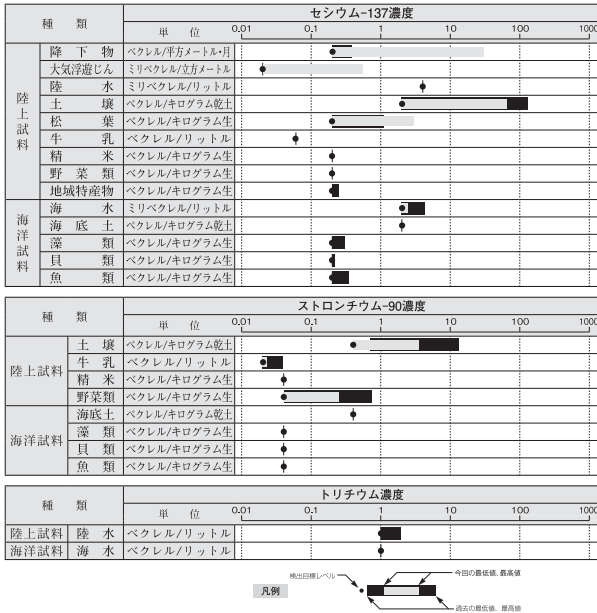 種類 セシウム-137濃度
単位 0.01 0.1 1 10 100 1000
陸上試料
降下物 ベクレル/平方メートル・月
大気浮遊じん ミリベクレル/立方メートル
陸水 ミリベクレル/リットル
土壌 ベクレル/キログラム乾土
松葉 ベクレル/キログラム生
牛乳 ベクレル/リットル
精米 ベクレル/キログラム生
野菜類 ベクレル/キログラム生
地域特産物 ベクレル/キログラム生
海洋試料
海水 ミリベクレル/リットル
海底土 ベクレル/キログラム乾土
藻類 ベクレル/キログラム生
貝類 ベクレル/キログラム生
魚類 ベクレル/キログラム生
種類 ストロンチウム-90濃度
単位 0.01 0.1 1 10 100 1000
陸上試料
土壌 ベクレル/キログラム乾土
牛乳 ベクレル/リットル
精米 ベクレル/キログラム生
野菜類 ベクレル/キログラム生
海洋試料
海底土 ベクレル/キログラム乾土
藻類 ベクレル/キログラム生
貝類 ベクレル/キログラム生
魚類 ベクレル/キログラム生
種類 トリチウム濃度
単位 0.01 0.1 1 10 100 1000
陸上試料 陸水 ベクレル/リットル
海洋試料 海水 ベクレル/リットル
凡例
検出目標レベル
今回の最低値、最高値
過去の最低値、最高値